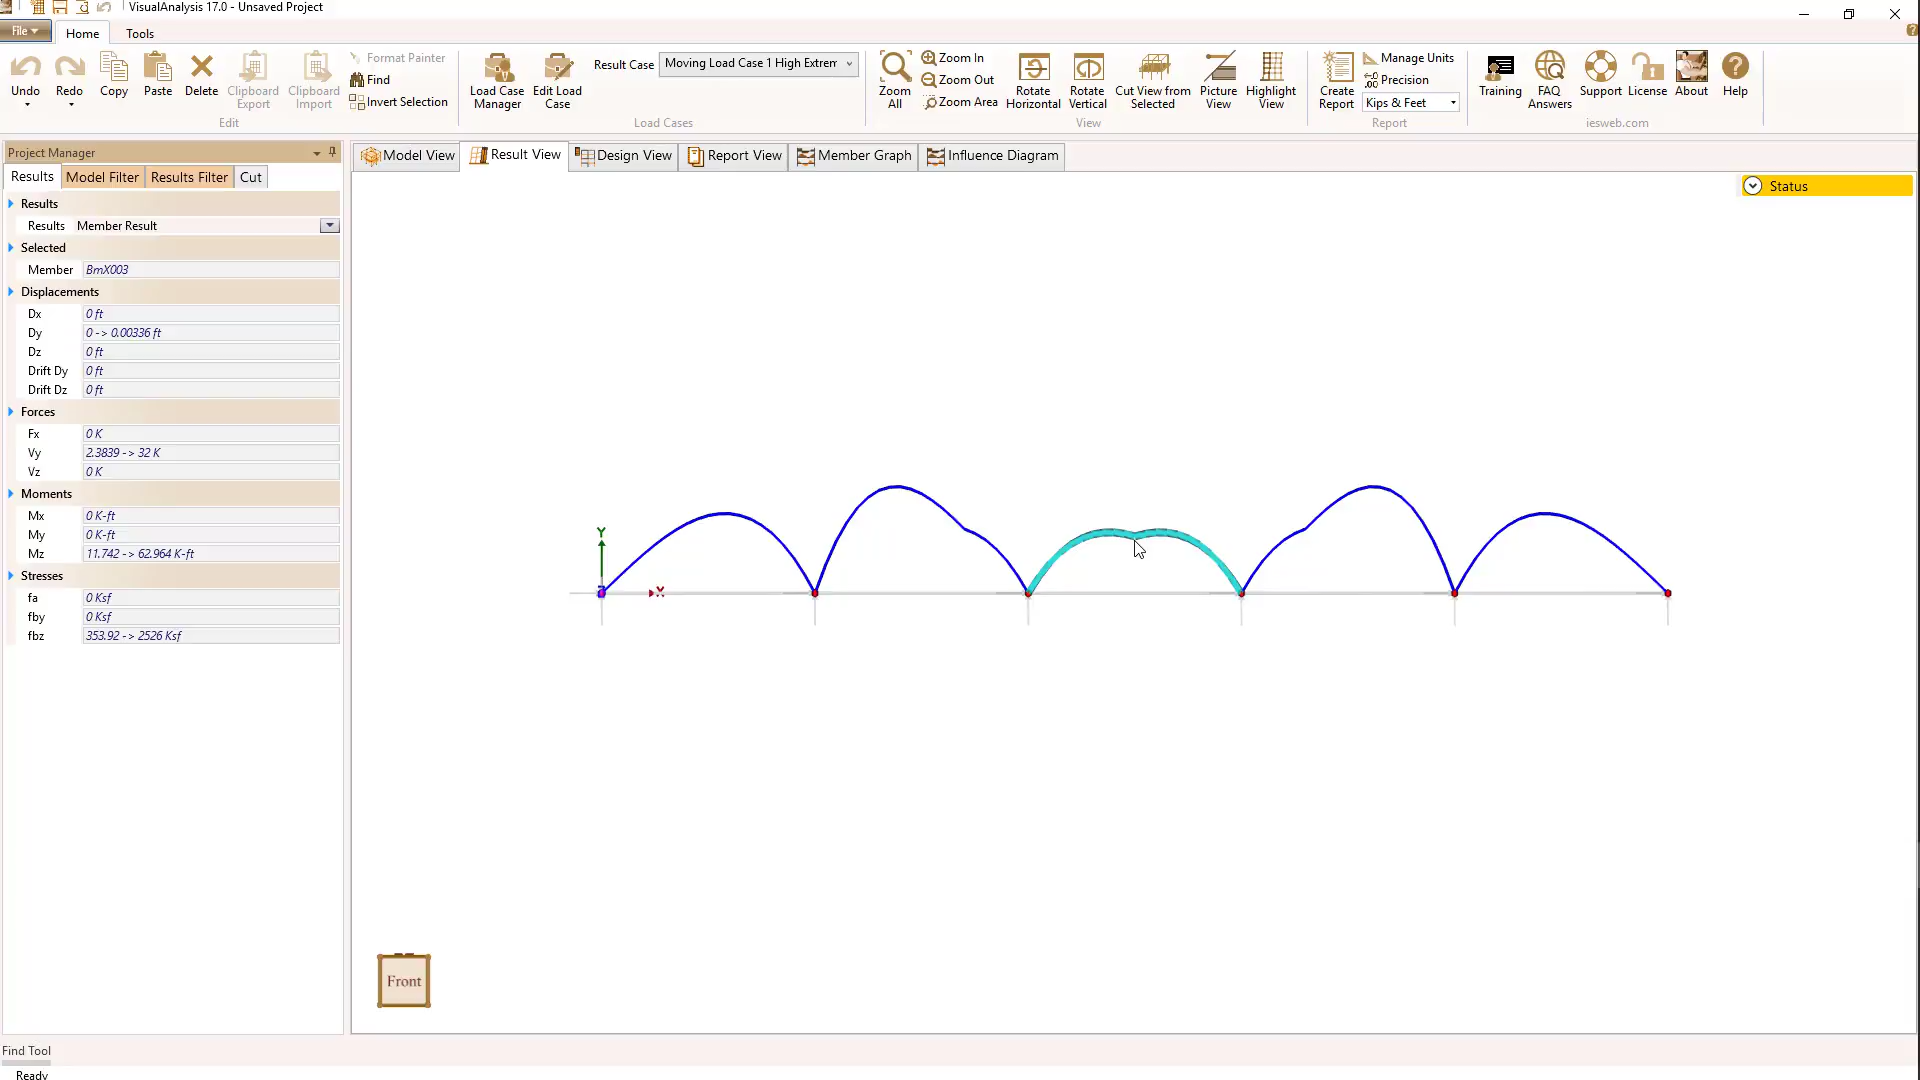 VisualAnalysis 17.0 - Unsaved Project
File Home Tools
Undo Redo Copy Paste Delete Clipboard Export Clipboard Import
Format Painter
Find
Invert Selection
Edit
Load Case Manager Edit Load Case
Result Case Moving Load Case 1 High Extrem
Load Cases
Zoom All
Zoom In
Zoom Out
Zoom Area
Rotate Horizontal Rotate Vertical Cut View from Selected Picture View Highlight View
View
Create Report
Manage Units
Precision
Kips & Feet
Report
Training FAQ Answers Support License About Help
iesweb.com
Project Manager
Results Model Filter Results Filter Cut
Results
Results Member Result
Selected
Member BmX003
Displacements
Dx 0 ft
Dy 0 -> 0.00336 ft
Dz 0 ft
Drift Dy 0 ft
Drift Dz 0 ft
Forces
Fx 0 K
Vy 2.3839 -> 32 K
Vz 0 K
Moments
Mx 0 K-ft
My 0 K-ft
Mz 11.742 -> 62.964 K-ft
Stresses
fa 0 Ksf
fby 0 Ksf
fbz 353.92 -> 2526 Ksf
Model View Result View Design View Report View Member Graph Influence Diagram
Status
Y
X
Front
Find Tool
Ready